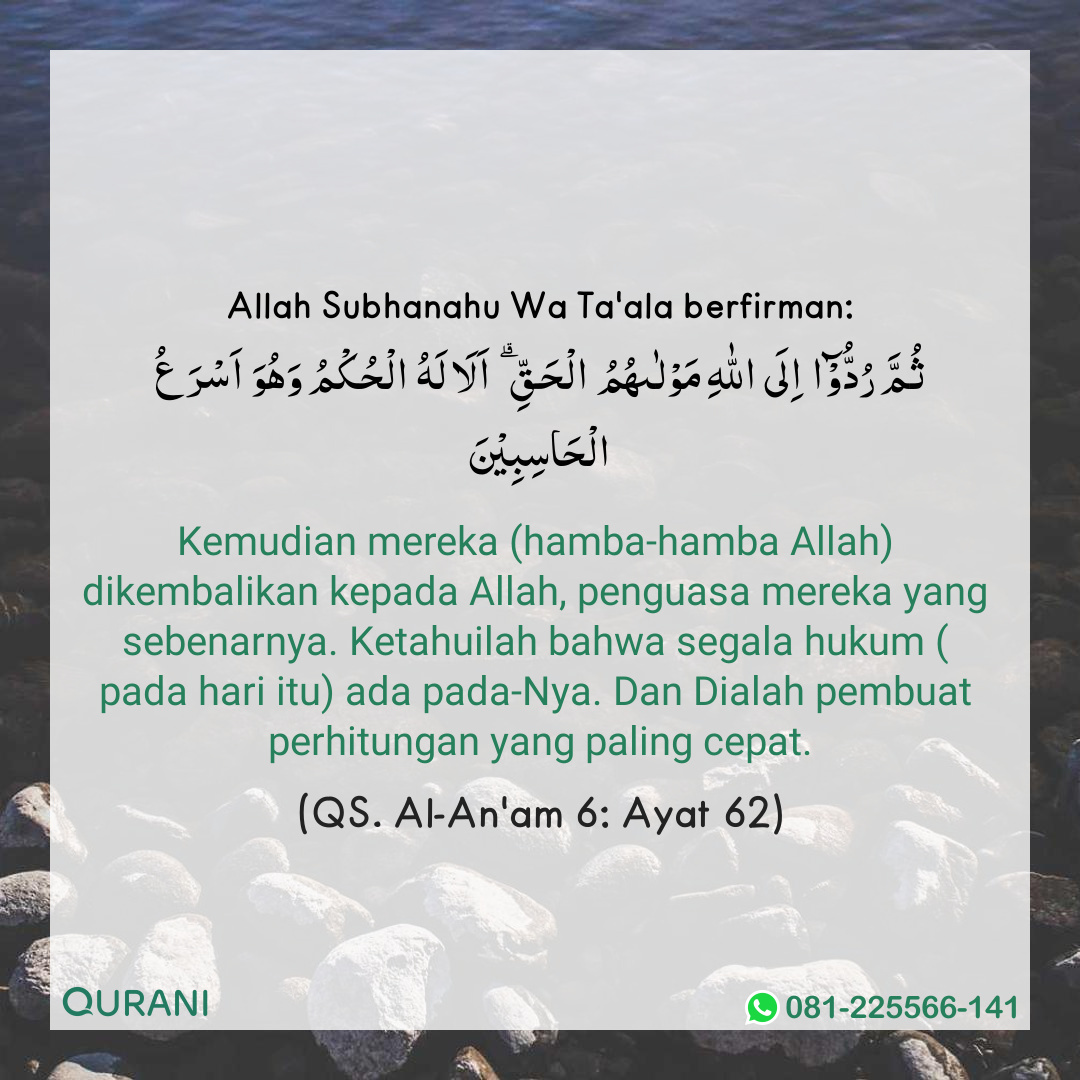 Allah Subhanahu Wa Ta'ala berfirman:
ثُمَّ رُدُّوْۤا اِلَى اللّٰهِ مَوْلٰٮهُمُ الْحَـقِّ ۗ اَلَا لَهُ الْحُكْمُ وَهُوَ اَسْرَعُ
الْحَا سِبِيْنَ
Kemudian mereka (hamba-hamba Allah)
dikembalikan kepada Allah, penguasa mereka yang
sebenarnya. Ketahuilah bahwa segala hukum (
pada hari itu) ada pada-Nya. Dan Dialah pembuat
perhitungan yang paling cepat.
(QS. Al-An'am 6: Ayat 62)
QURANI
081-225566-141